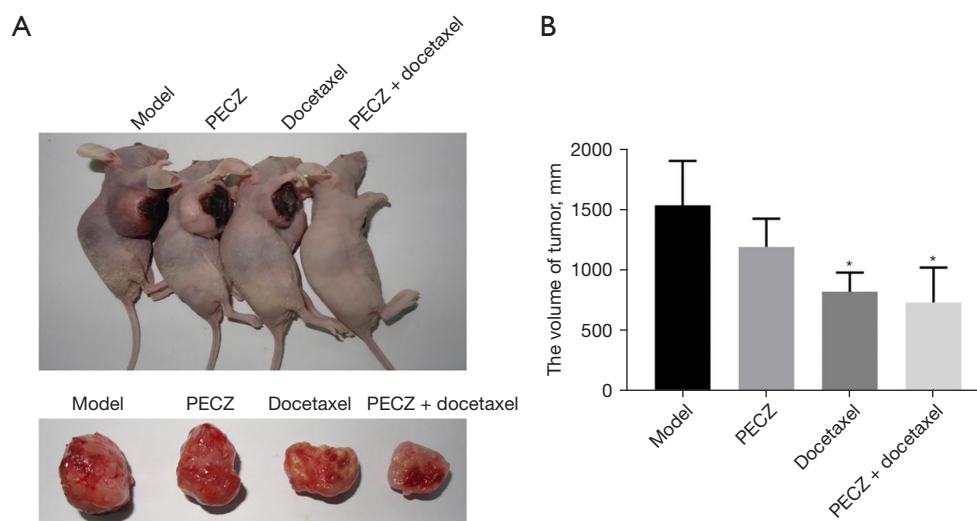 A
Model
PECZ
Docetaxel
PECZ + docetaxel
Model
PECZ
Docetaxel
PECZ + docetaxel
B
The volume of tumor, mm
2000
1500
1000
500
0
*
*
Model
PECZ
Docetaxel
PECZ + docetaxel